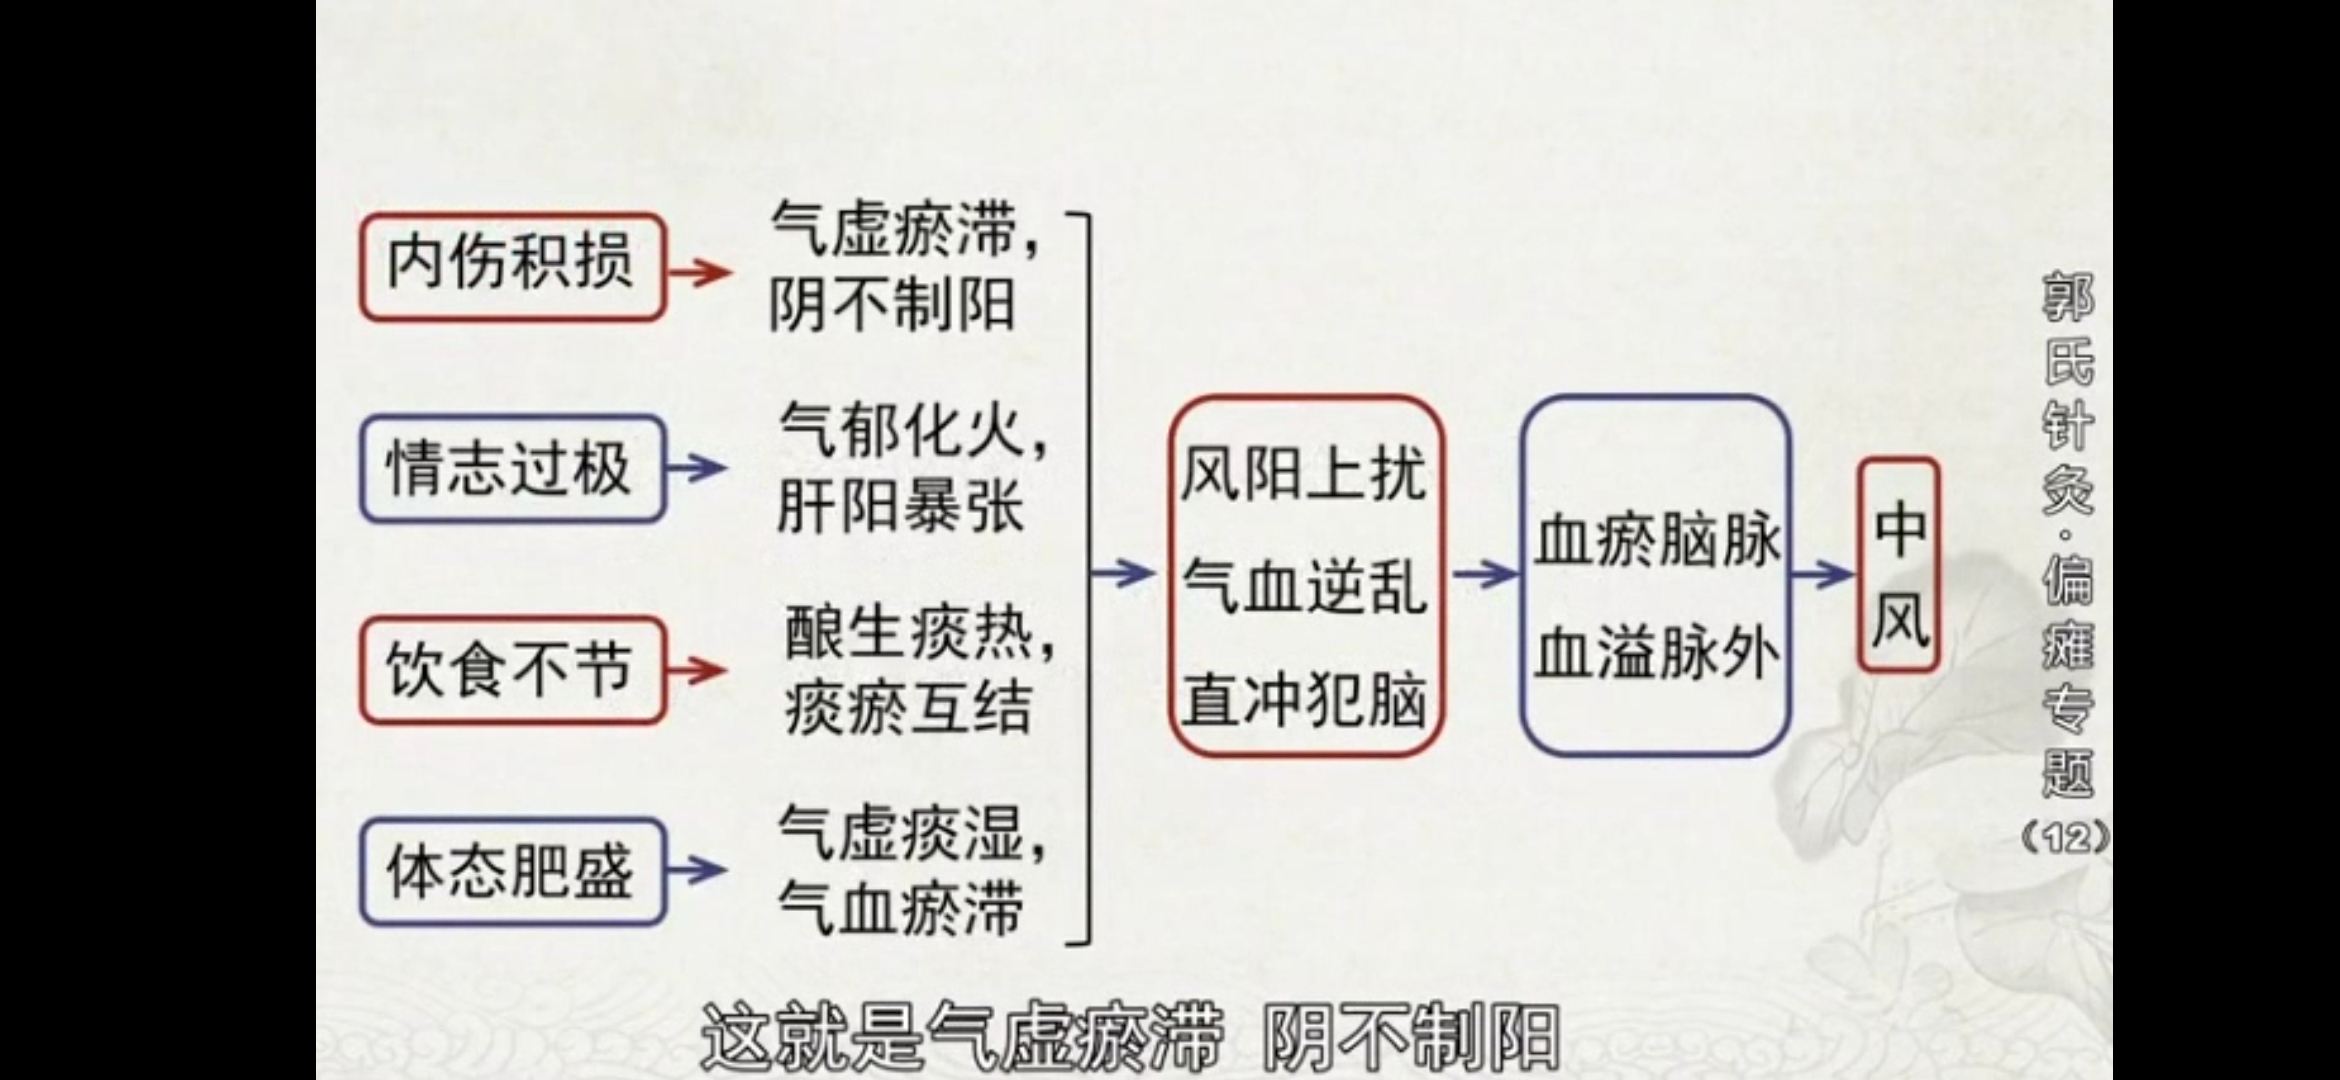 内伤积损
气虚瘀滞，
阴不制阳
情志过极
气郁化火，
肝阳暴张
饮食不节
酿生痰热，
痰瘀互结
体态肥盛
气虚痰湿，
气血瘀滞
风阳上扰
气血逆乱
直冲犯脑
血瘀脑脉
血溢脉外
中风
郭氏针灸·偏瘫专题（12）
这就是气虚瘀滞 阴不制阳